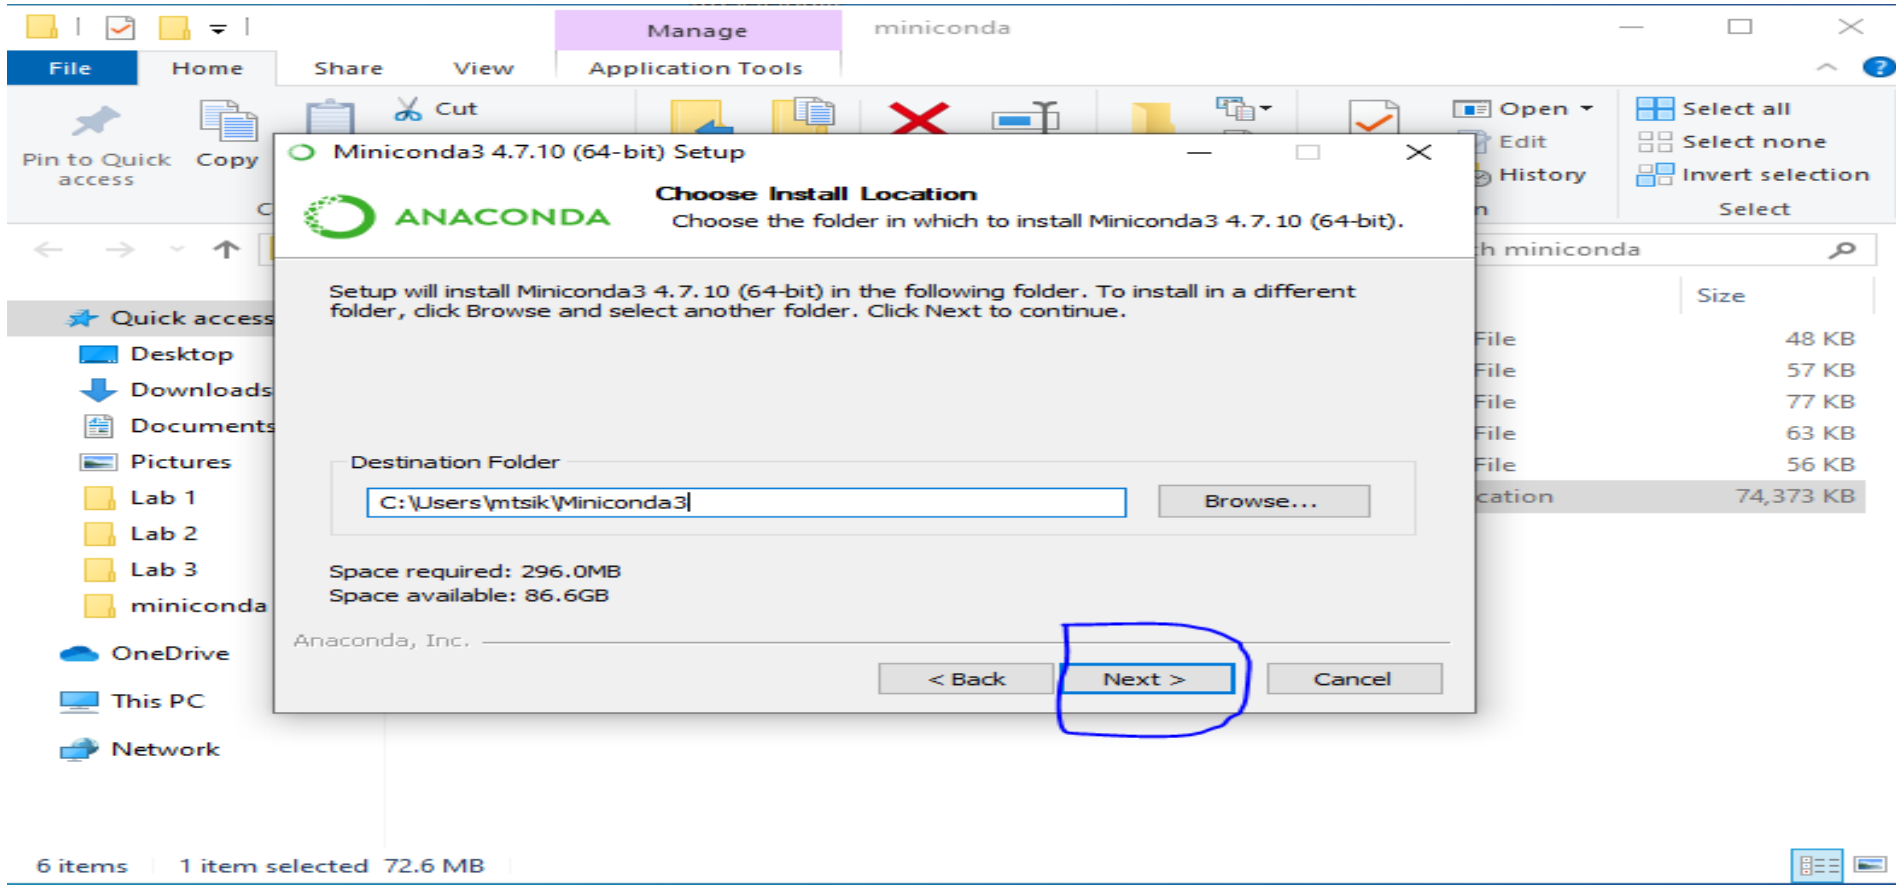 Manage
miniconda
File
Home
Share
View
Application Tools
Pin to Quick access
Copy
Cut
Open
Edit
History
Select all
Select none
Invert selection
Select
Miniconda3 4.7.10 (64-bit) Setup
ANACONDA
Choose Install Location
Choose the folder in which to install Miniconda3 4.7.10 (64-bit).
Setup will install Miniconda3 4.7.10 (64-bit) in the following folder. To install in a different
folder, click Browse and select another folder. Click Next to continue.
Destination Folder
C:\Users\mtsik\Miniconda3
Browse...
Space required: 296.0MB
Space available: 86.6GB
Anaconda, Inc.
< Back
Next >
Cancel
h miniconda
Size
File
48 KB
File
57 KB
File
77 KB
File
63 KB
File
56 KB
cation
74,373 KB
Quick access
Desktop
Downloads
Documents
Pictures
Lab 1
Lab 2
Lab 3
miniconda
OneDrive
This PC
Network
6 items
1 item selected 72.6 MB